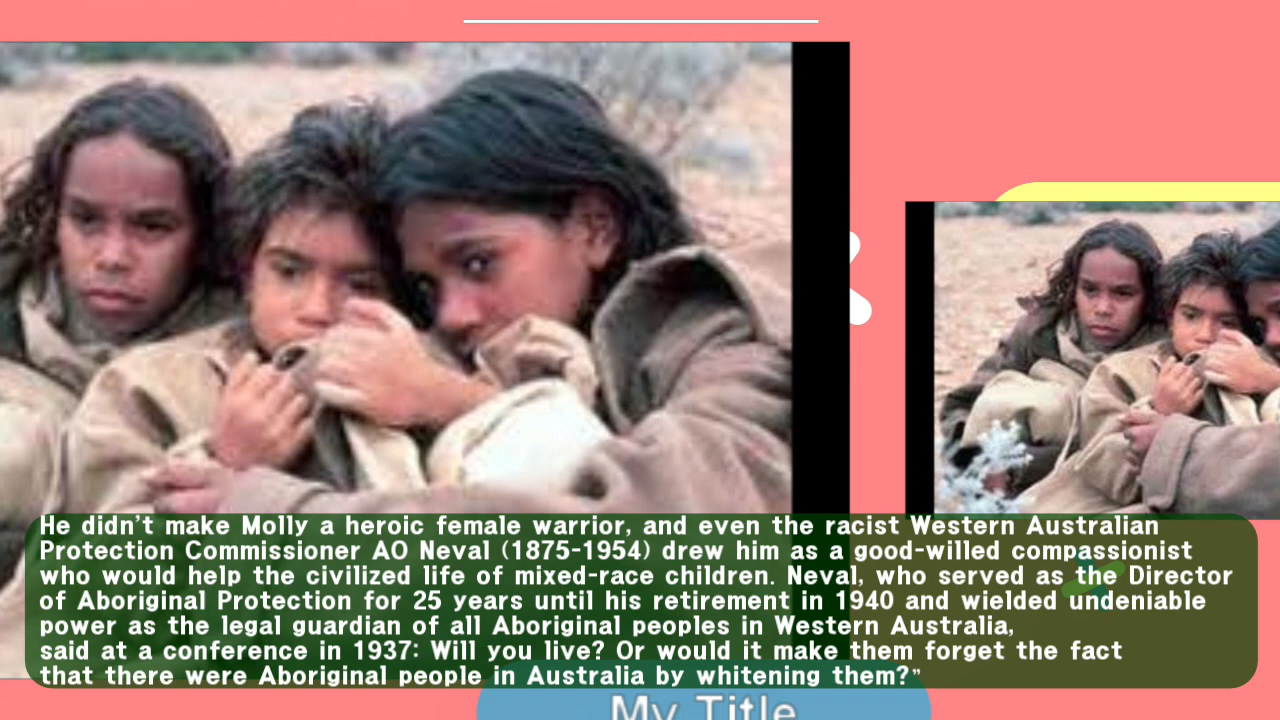 He didn't make Molly a heroic female warrior, and even the racist Western Australian
Protection Commissioner AO Neval (1875-1954) drew him as a good-willed compassionist
who would help the civilized life of mixed-race children. Neval, who served as the Director
of Aboriginal Protection for 25 years until his retirement in 1940 and wielded undeniable
power as the legal guardian of all Aboriginal peoples in Western Australia,
said at a conference in 1937: Will you live? Or would it make them forget the fact
that there were Aboriginal people in Australia by whitening them?"
My Title